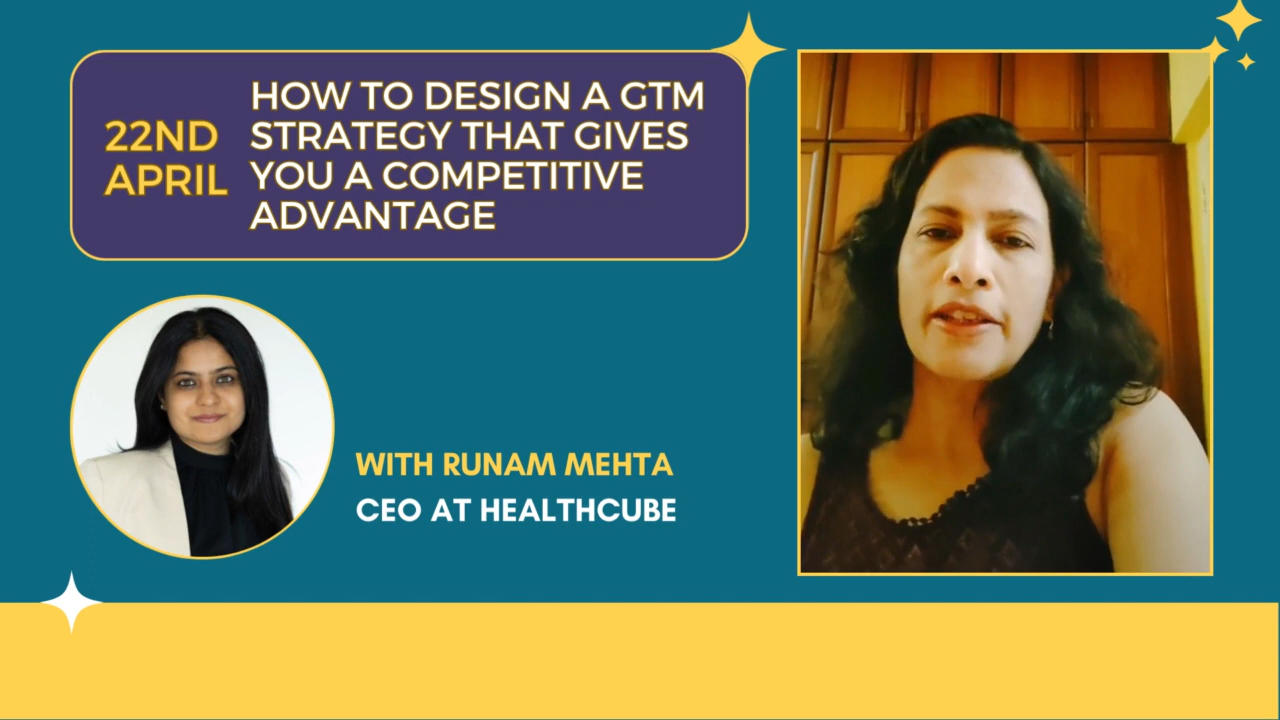 22ND
APRIL
HOW TO DESIGN A GTM
STRATEGY THAT GIVES
YOU A COMPETITIVE
ADVANTAGE
WITH RUNAM MEHTA
CEO AT HEALTHCUBE